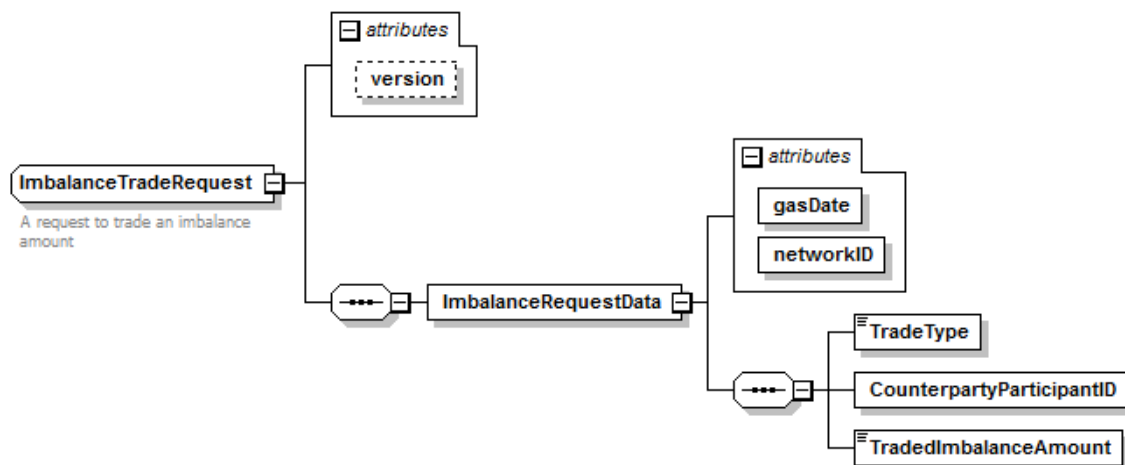 attributes
version
ImbalanceTradeRequest
A request to trade an imbalance
amount
attributes
gasDate
networkID
ImbalanceRequestData
TradeType
CounterpartyParticipantID
TradedImbalanceAmount